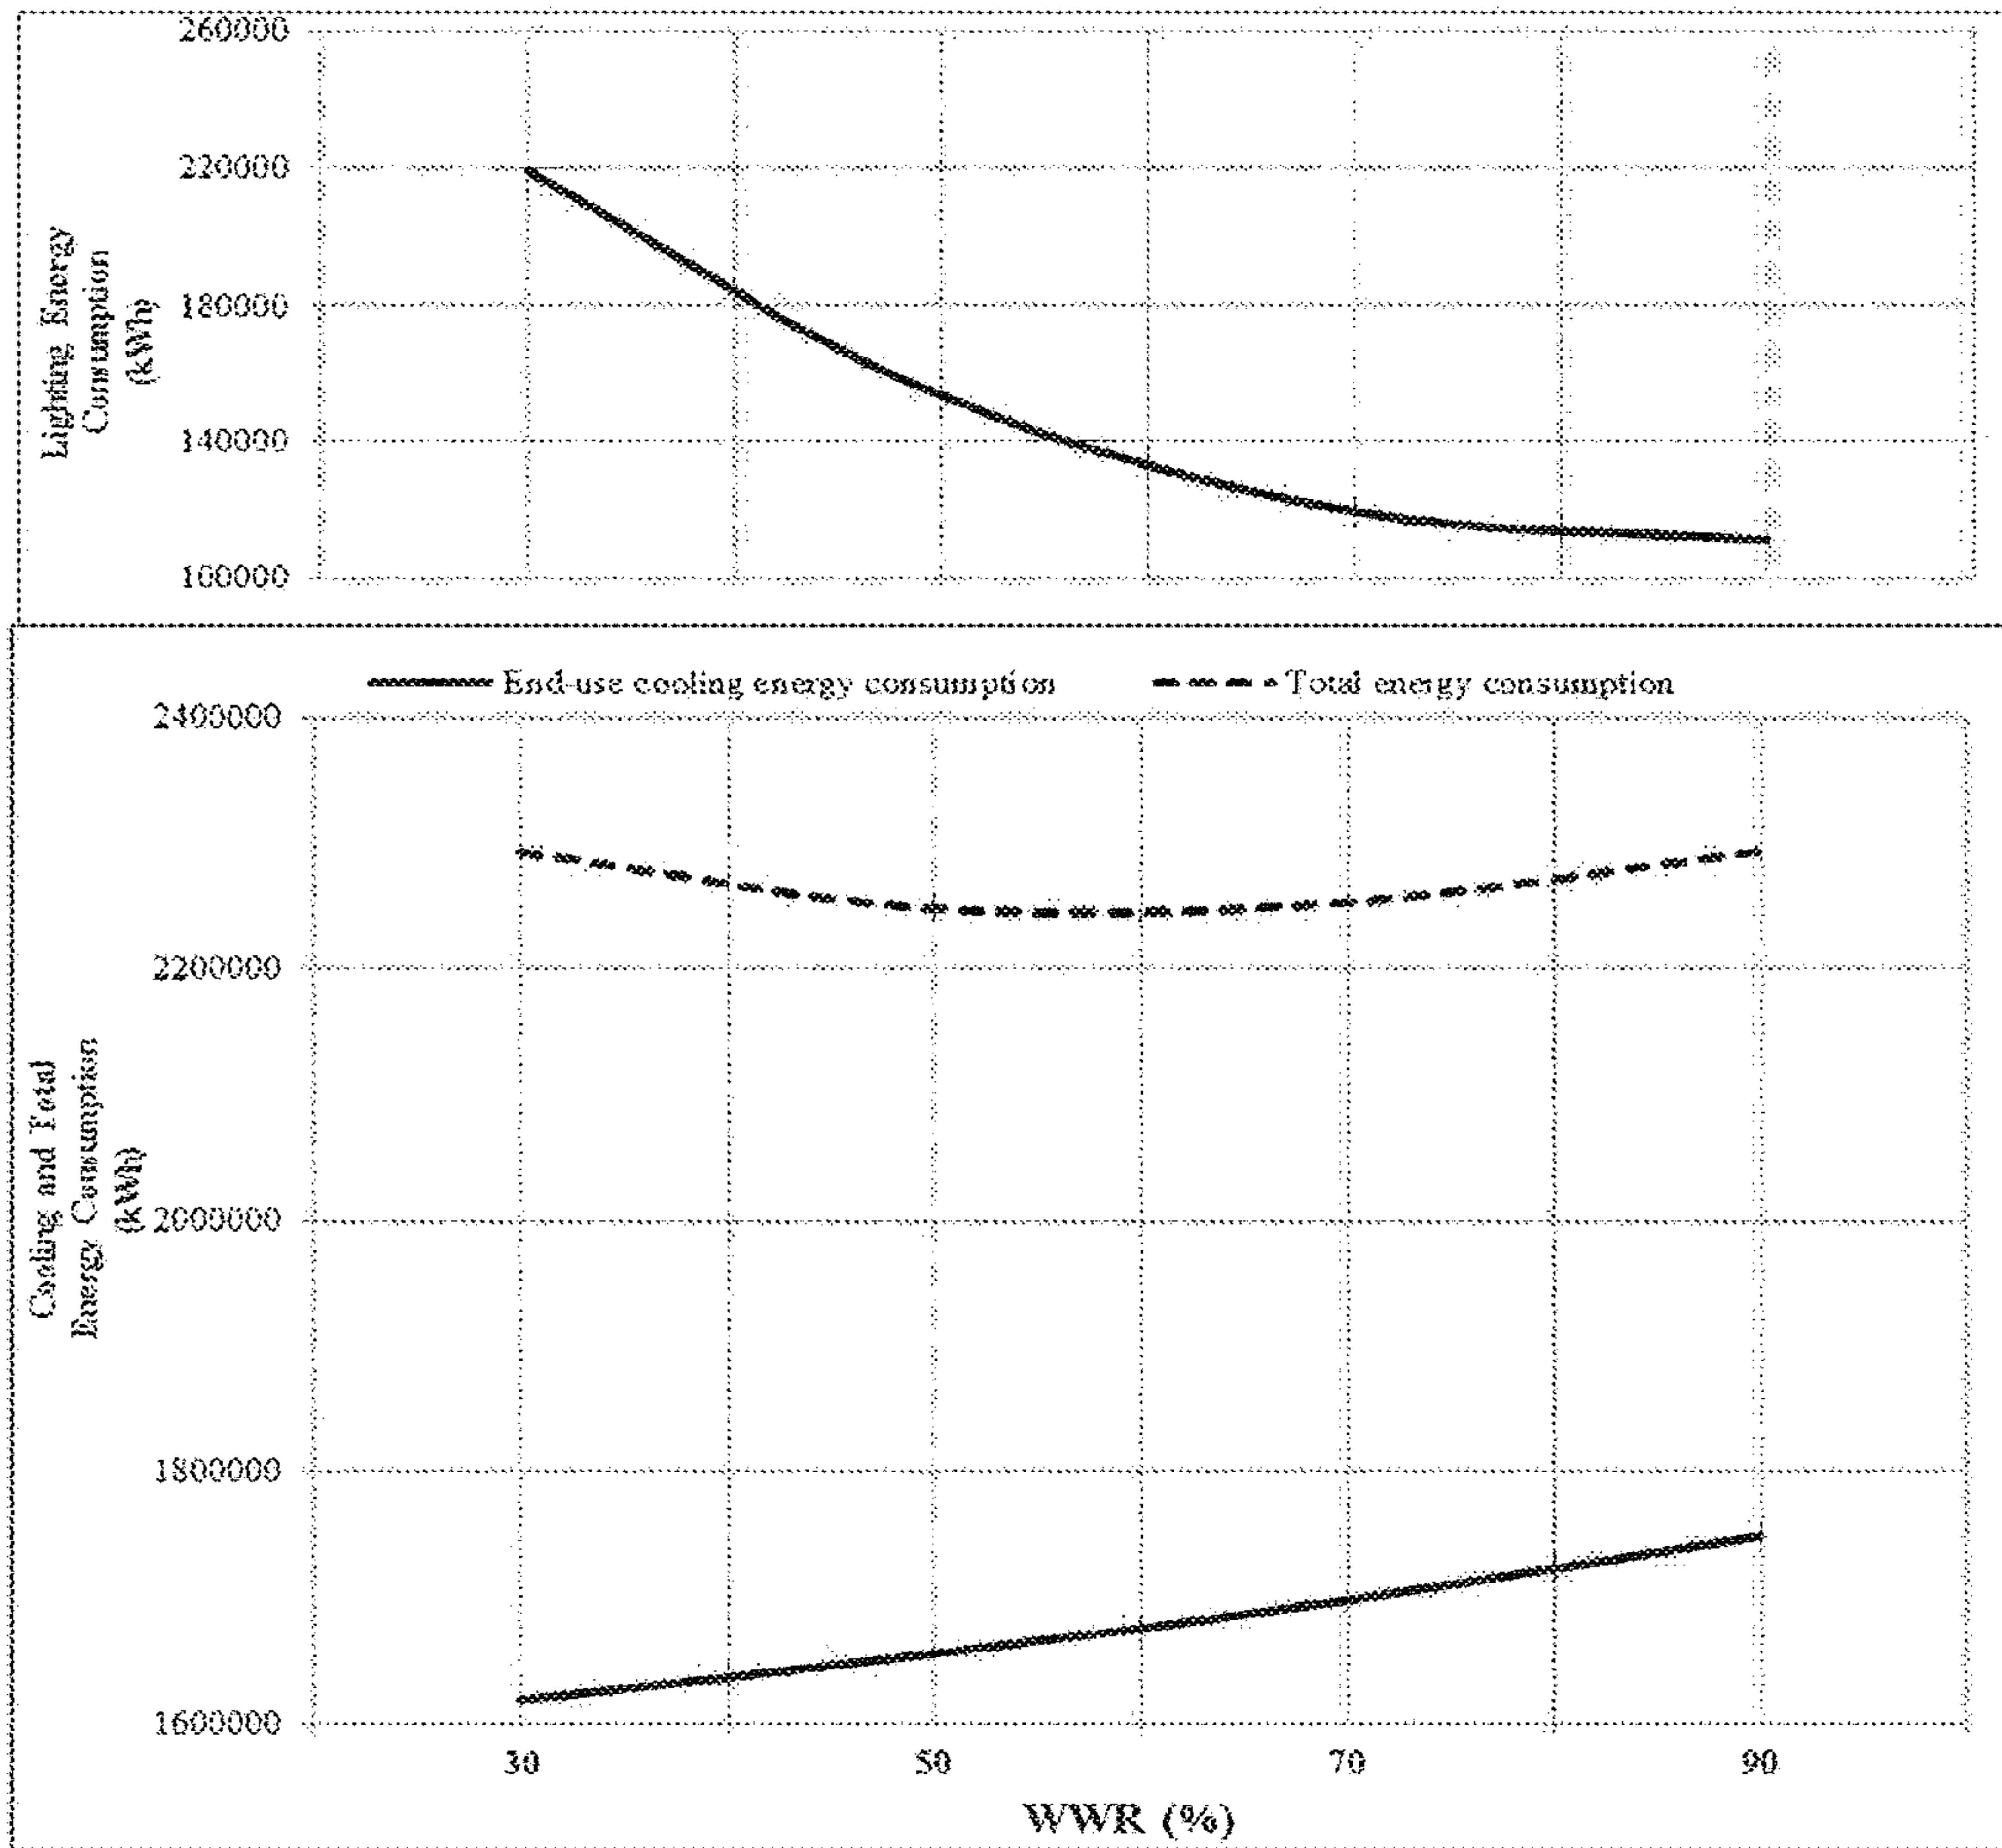 260000
220000
180000
140000
100000
Lighting Energy
Consumption
(kWh)
End-use cooling energy consumption
Total energy consumption
2400000
2200000
2000000
1800000
1600000
Cooling and Total
Energy Consumption
(kWh)
30
50
70
90
WWR (%)